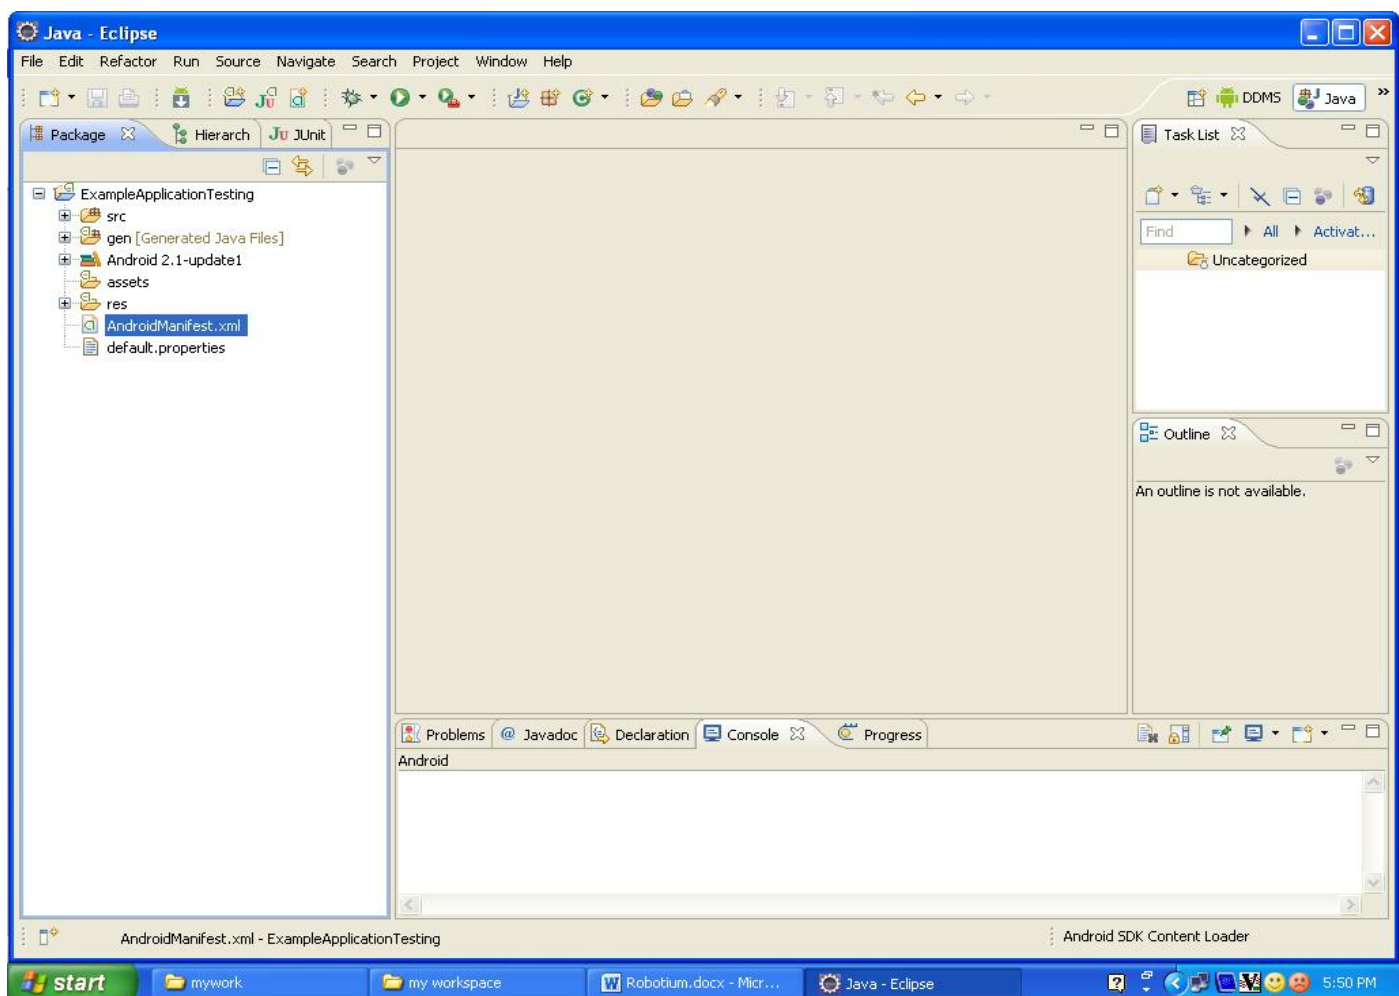 Java - Eclipse
File Edit Refactor Run Source Navigate Search Project Window Help
DDMS Java »
Package Hierarch Ju JUnit
Task List
ExampleApplicationTesting
src
gen [Generated Java Files]
Android 2.1-update1
assets
res
AndroidManifest.xml
default.properties
Find All Activat...
Uncategorized
Outline
An outline is not available.
Problems @ Javadoc Declaration Console Progress
Android
AndroidManifest.xml - ExampleApplicationTesting
Android SDK Content Loader
start mywork my workspace Robotium.docx - Micr... Java - Eclipse 5:50 PM